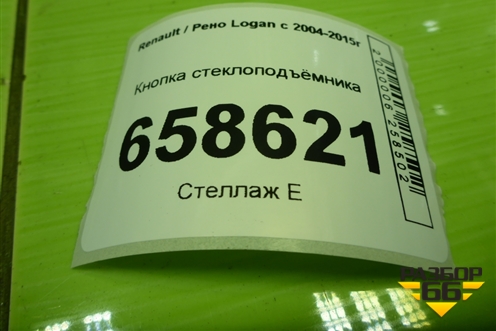 Renault / Рено Logan с 2004-2015г
Кнопка стеклоподъёмника
658621
Стеллаж Е
2000006258502
РАЗБОР
66